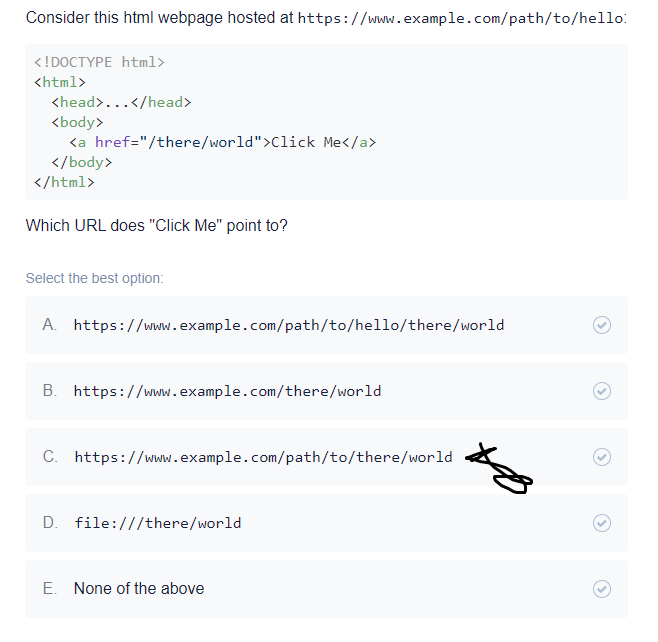 Consider this html webpage hosted at https://www.example.com/path/to/hello:
<!DOCTYPE html>
<html>
  <head>...</head>
  <body>
    <a href="/there/world">Click Me</a>
  </body>
</html>
Which URL does "Click Me" point to?
Select the best option:
A. https://www.example.com/path/to/hello/there/world
B. https://www.example.com/there/world
C. https://www.example.com/path/to/there/world
D. file:///there/world
E. None of the above